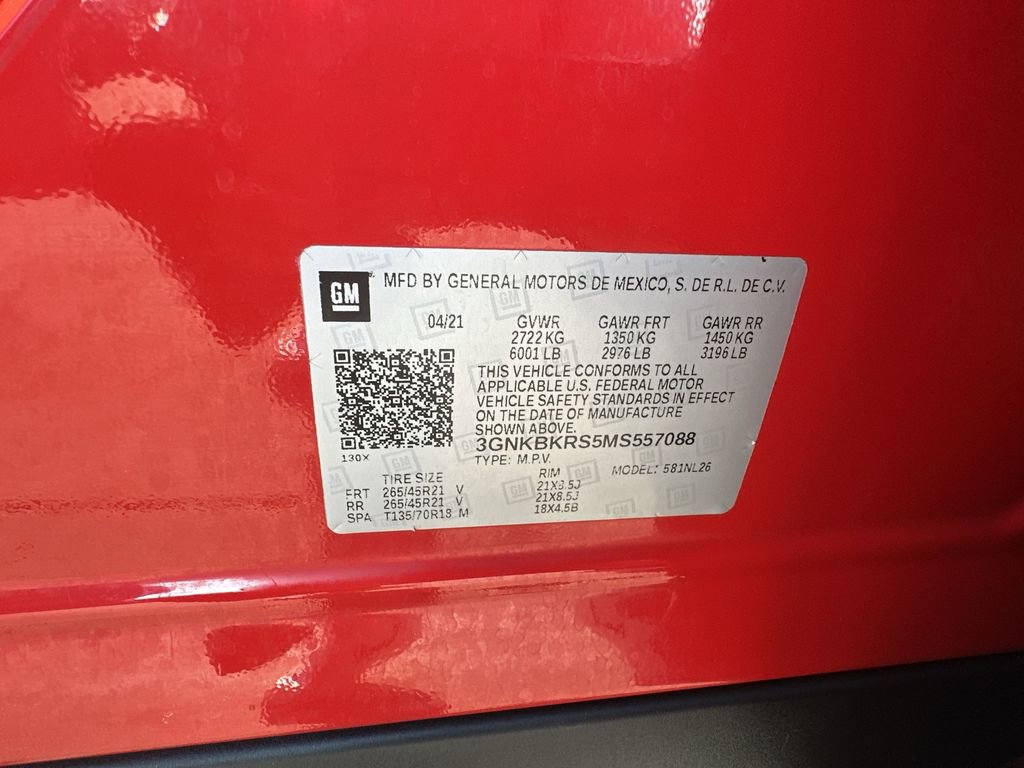 GM
MFD BY GENERAL MOTORS DE MEXICO, S. DE R.L. DE C.V.
04/21 GVWR GAWR FRT GAWR RR
2722 KG 1350 KG 1450 KG
6001 LB 2976 LB 3196 LB
THIS VEHICLE CONFORMS TO ALL
APPLICABLE U.S. FEDERAL MOTOR
VEHICLE SAFETY STANDARDS IN EFFECT
ON THE DATE OF MANUFACTURE
SHOWN ABOVE.
3GNKBKRS5MS557088
130X
TYPE: M.P.V. MODEL: 581NL26
TIRE SIZE RIM
FRT 265/45R21 V 21X8.5J
RR 265/45R21 V 21X8.5J
SPA T135/70R18 M 18X4.5B